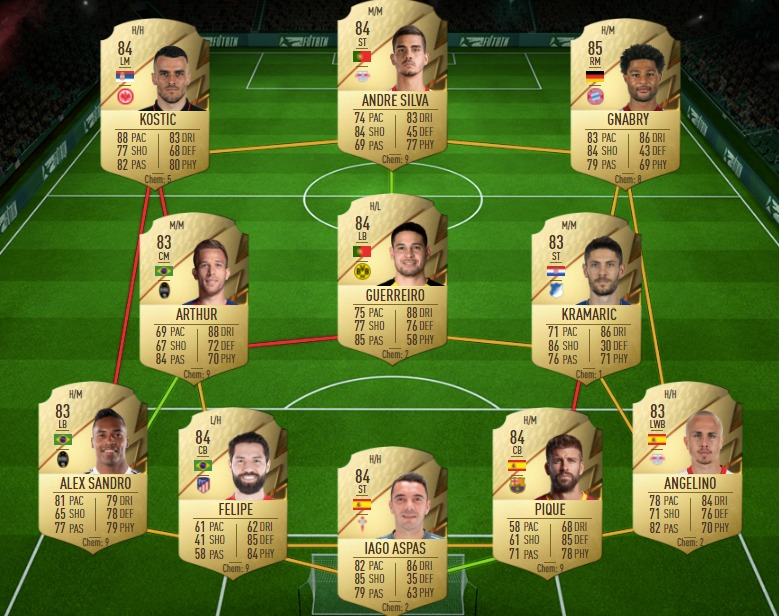 H/H
84
LM
KOSTIC
88 PAC 83 DRI
77 SHO 68 DEF
82 PAS 80 PHY
Chem: 5
M/M
84
ST
ANDRE SILVA
74 PAC 83 DRI
84 SHO 45 DEF
69 PAS 77 PHY
Chem: 9
H/M
85
RM
GNABRY
83 PAC 86 DRI
84 SHO 43 DEF
79 PAS 69 PHY
Chem: 8
M/M
83
CM
ARTHUR
69 PAC 88 DRI
67 SHO 72 DEF
84 PAS 70 PHY
Chem: 9
H/L
84
LB
GUERREIRO
75 PAC 88 DRI
77 SHO 76 DEF
85 PAS 58 PHY
Chem: 2
M/M
83
ST
KRAMARIC
71 PAC 86 DRI
86 SHO 30 DEF
76 PAS 71 PHY
Chem: 1
H/M
83
LB
ALEX SANDRO
81 PAC 79 DRI
65 SHO 78 DEF
77 PAS 79 PHY
Chem: 9
L/H
84
CB
FELIPE
61 PAC 62 DRI
41 SHO 85 DEF
58 PAS 84 PHY
Chem: 9
H/H
84
ST
IAGO ASPAS
82 PAC 86 DRI
85 SHO 35 DEF
79 PAS 63 PHY
Chem: 2
H/M
84
CB
PIQUE
58 PAC 68 DRI
61 SHO 85 DEF
71 PAS 78 PHY
Chem: 9
H/H
83
LWB
ANGELINO
78 PAC 84 DRI
71 SHO 76 DEF
82 PAS 70 PHY
Chem: 2